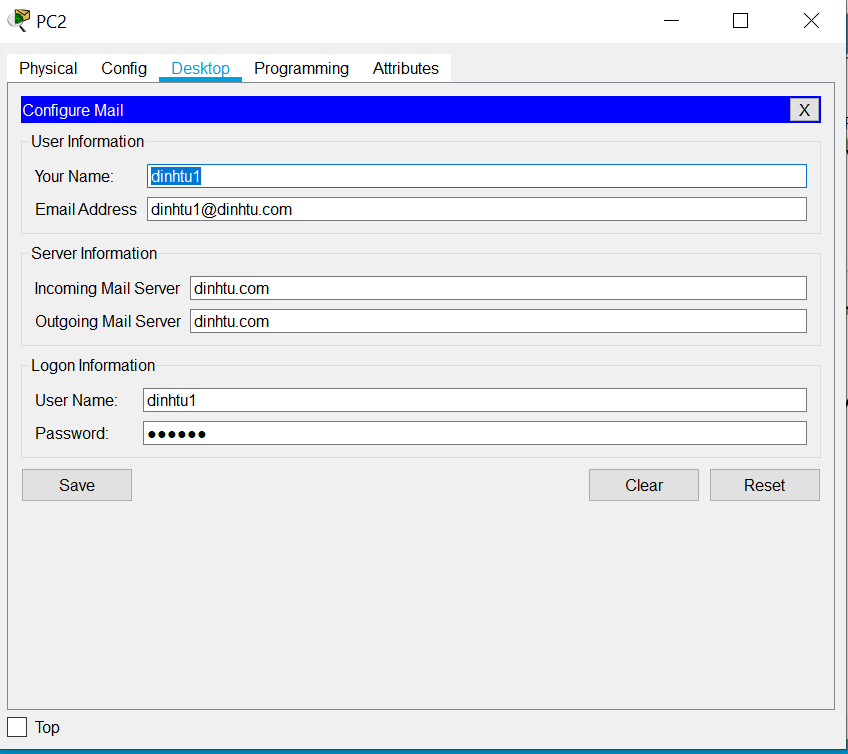 PC2
Physical Config Desktop Programming Attributes
Configure Mail X
User Information
Your Name: dinhtu1
Email Address dinhtu1@dinhtu.com
Server Information
Incoming Mail Server dinhtu.com
Outgoing Mail Server dinhtu.com
Logon Information
User Name: dinhtu1
Password: ●●●●●●
Save Clear Reset
Top